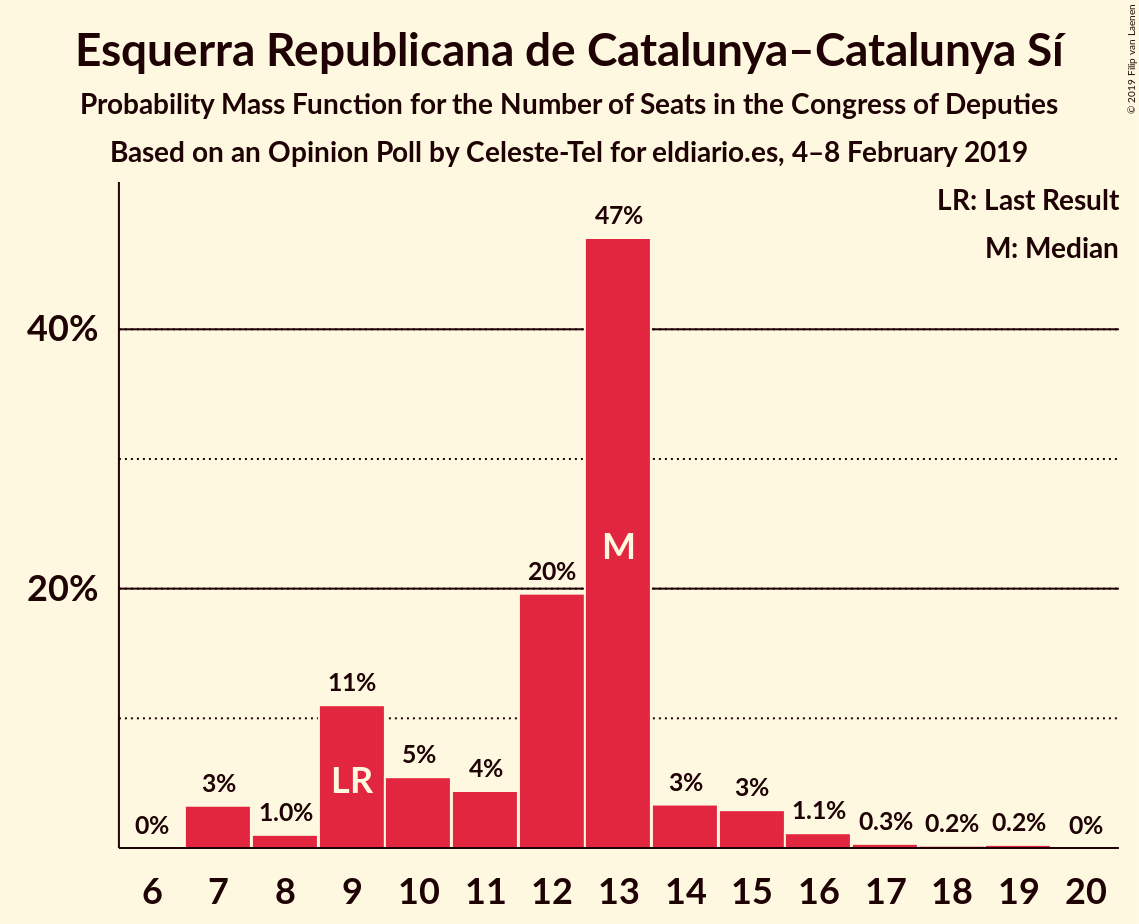 Esquerra Republicana de Catalunya–Catalunya Sí
Probability Mass Function for the Number of Seats in the Congress of Deputies
Based on an Opinion Poll by Celeste-Tel for eldiario.es, 4–8 February 2019
© 2019 Filip van Laenen
LR: Last Result
M: Median
40%
20%
0%
3%
1.0%
11%
5%
4%
20%
47%
3%
3%
1.1%
0.3%
0.2%
0.2%
0%
LR
M
6 7 8 9 10 11 12 13 14 15 16 17 18 19 20